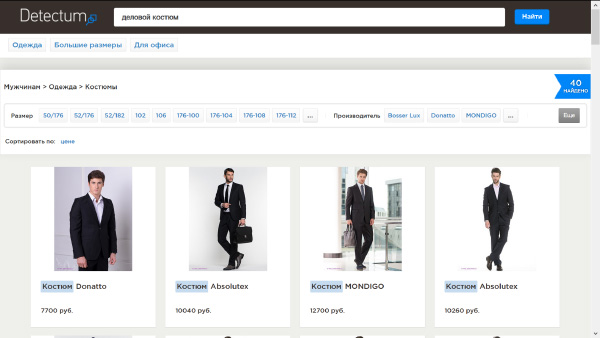 Detectum
деловой костюм
Найти
Одежда Большие размеры Для офиса
Мужчинам > Одежда > Костюмы
40
НАЙДЕНО
Размер 50/176 52/176 52/182 102 106 176-100 176-104 176-108 176-112 ... Производитель Bosser Lux Donatto MONDIGO ... Еще
Сортировать по: цене
Костюм Donatto
Костюм Absolutex
Костюм MONDIGO
Костюм Absolutex
7700 руб.
10040 руб.
12700 руб.
10260 руб.